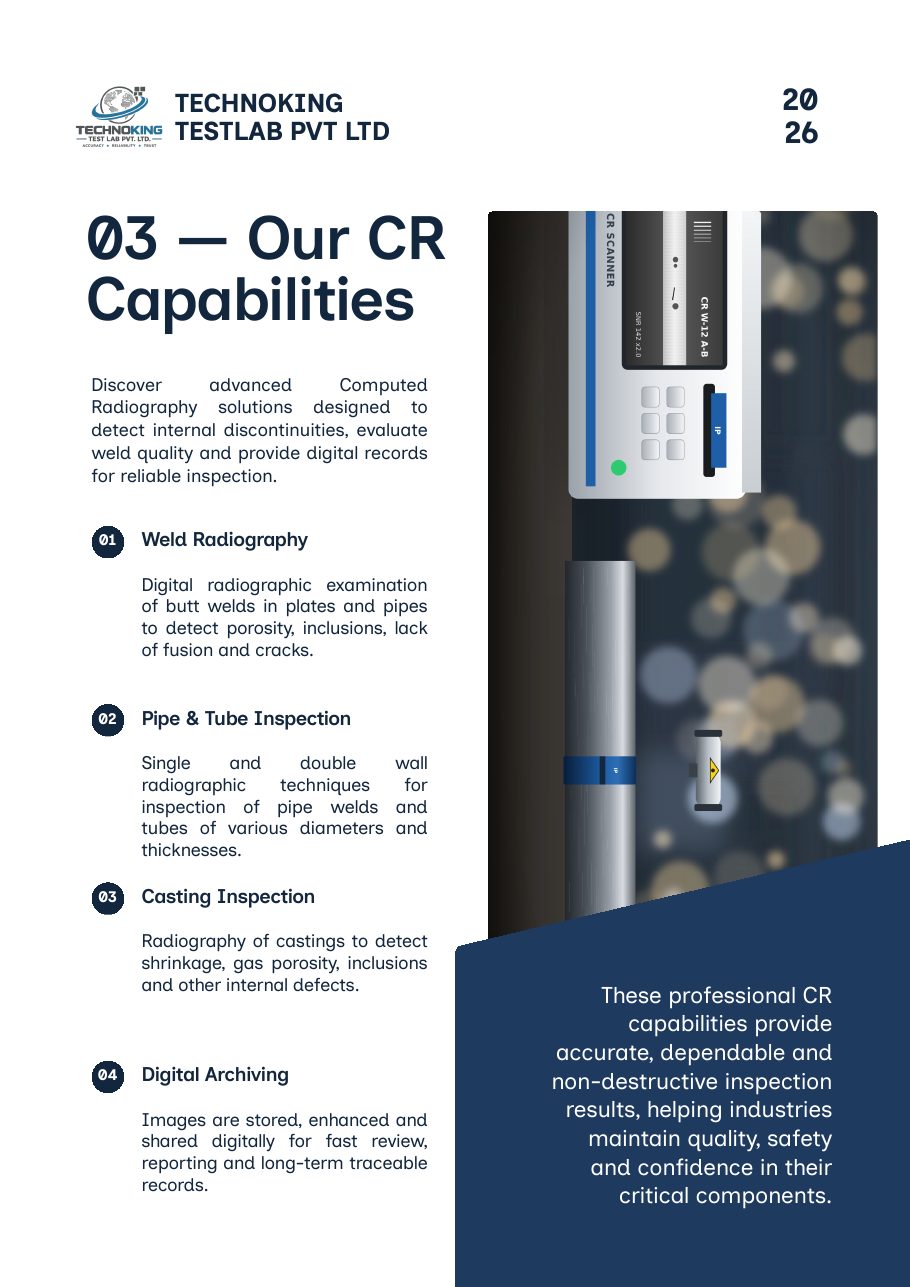 TECHNOKING
TEST LAB PVT. LTD.
ACCURACY • RELIABILITY • TRUST
TECHNOKING
TESTLAB PVT LTD
20
26
03 — Our CR
Capabilities
Discover advanced Computed
Radiography solutions designed to
detect internal discontinuities, evaluate
weld quality and provide digital records
for reliable inspection.
01
Weld Radiography
Digital radiographic examination
of butt welds in plates and pipes
to detect porosity, inclusions, lack
of fusion and cracks.
02
Pipe & Tube Inspection
Single and double wall
radiographic techniques for
inspection of pipe welds and
tubes of various diameters and
thicknesses.
03
Casting Inspection
Radiography of castings to detect
shrinkage, gas porosity, inclusions
and other internal defects.
04
Digital Archiving
Images are stored, enhanced and
shared digitally for fast review,
reporting and long-term traceable
records.
CR SCANNER
CR W-12 A-B
SNR 142 x2.0
IP
IP
These professional CR
capabilities provide
accurate, dependable and
non-destructive inspection
results, helping industries
maintain quality, safety
and confidence in their
critical components.